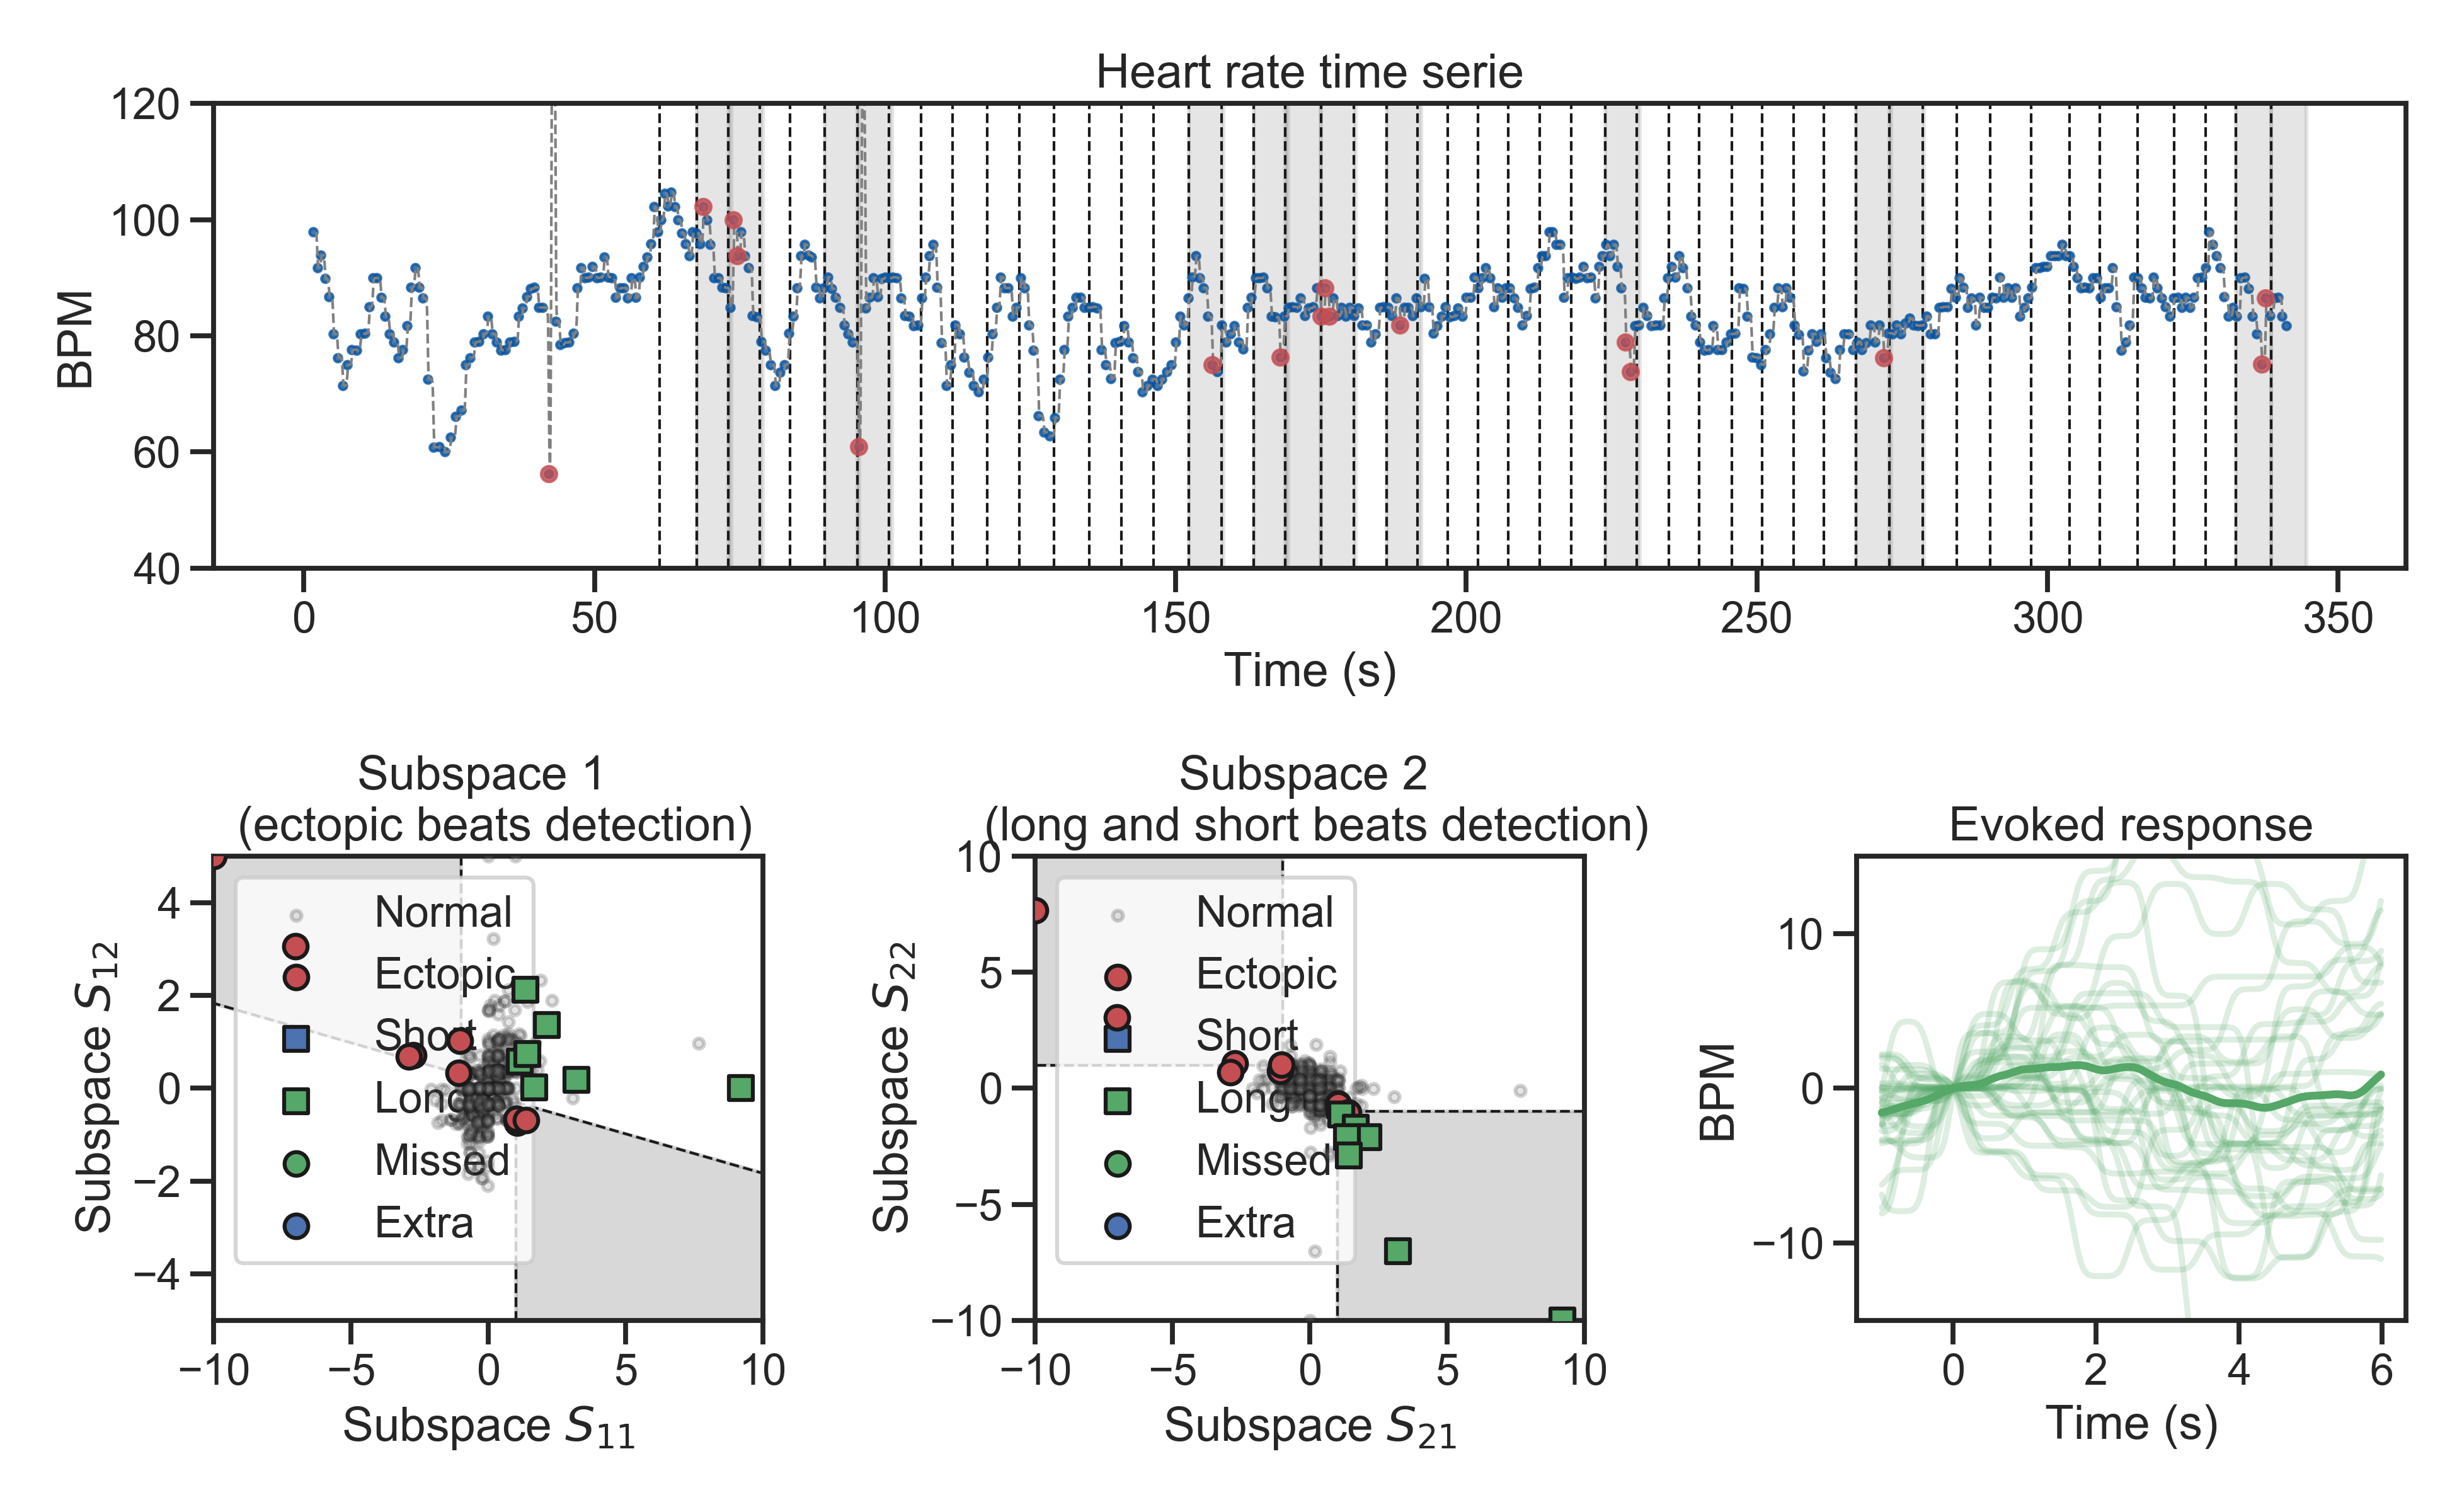 Heart rate time serie
120
100
80
60
40
BPM
0 50 100 150 200 250 300 350
Time (s)
Subspace 1
(ectopic beats detection)
4
2
0
−2
−4
Subspace S12
Normal
Ectopic
Short
Long
Missed
Extra
−10 −5 0 5 10
Subspace S11
Subspace 2
(long and short beats detection)
10
5
0
−5
−10
Subspace S22
Normal
Ectopic
Short
Long
Missed
Extra
−10 −5 0 5 10
Subspace S21
Evoked response
10
0
−10
BPM
0 2 4 6
Time (s)